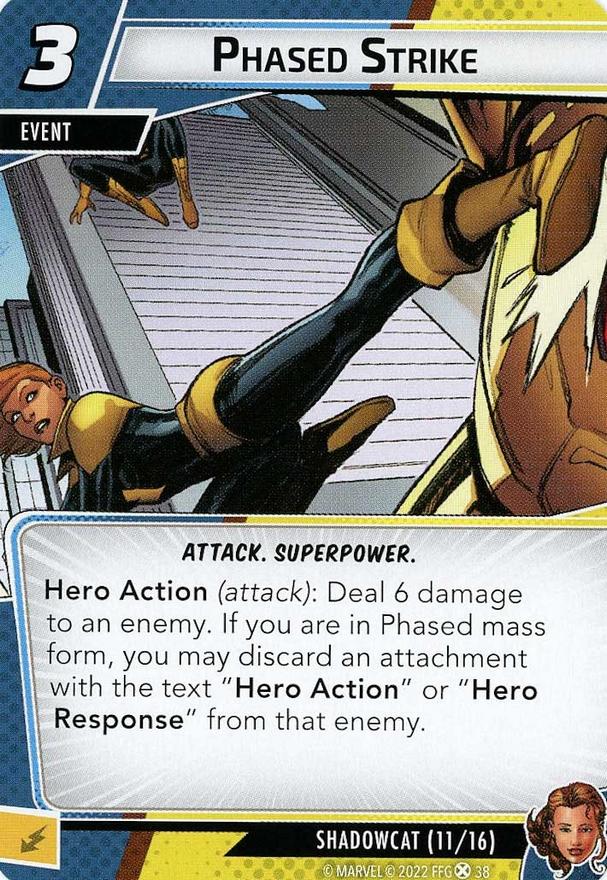 3
PHASED STRIKE
EVENT
ATTACK. SUPERPOWER.
Hero Action (attack): Deal 6 damage
to an enemy. If you are in Phased mass
form, you may discard an attachment
with the text "Hero Action" or "Hero
Response" from that enemy.
SHADOWCAT (11/16)
© MARVEL © 2022 FFG 38